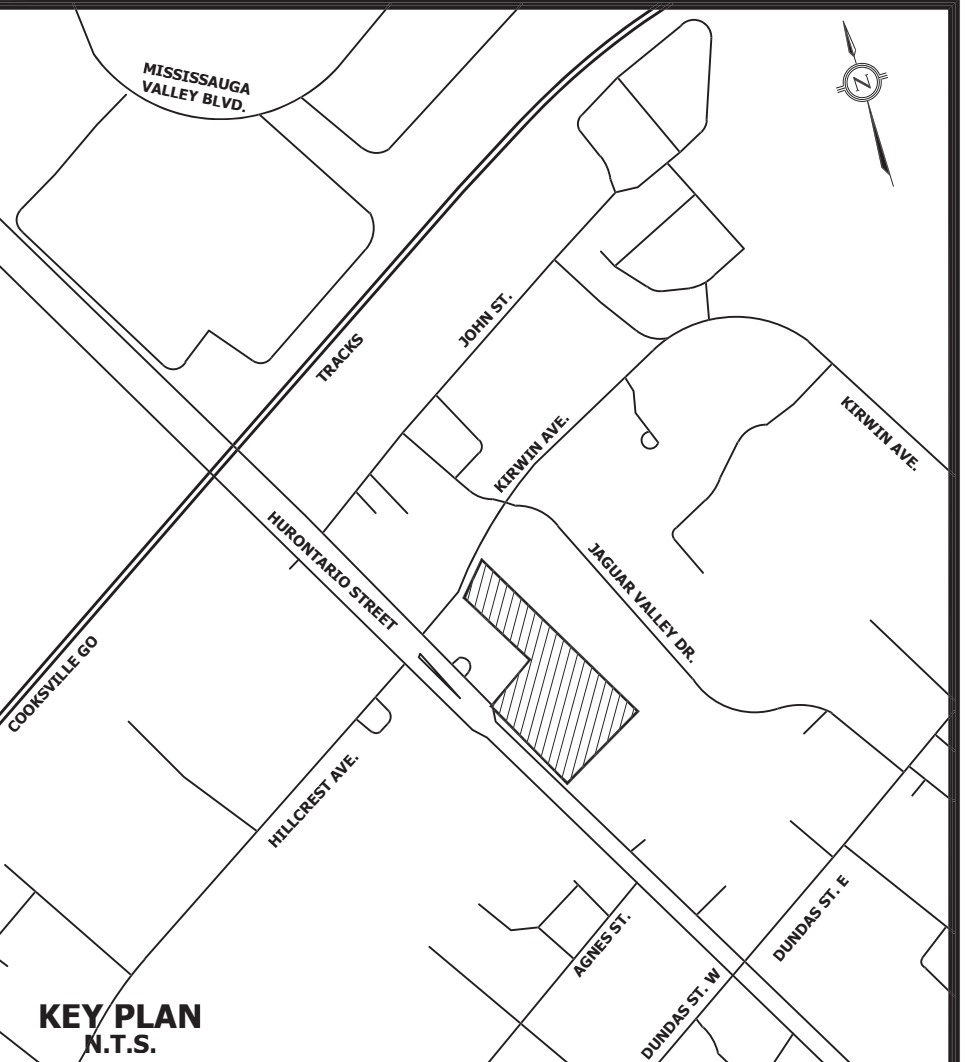 MISSISSAUGA
VALLEY BLVD.
N
JOHN ST.
TRACKS
KIRWIN AVE.
KIRWIN AVE.
HURONTARIO STREET
JAGUAR VALLEY DR.
COOKSVILLE GO
HILLCREST AVE.
DUNDAS ST. E
AGNES ST.
DUNDAS ST. W
KEY PLAN
N.T.S.